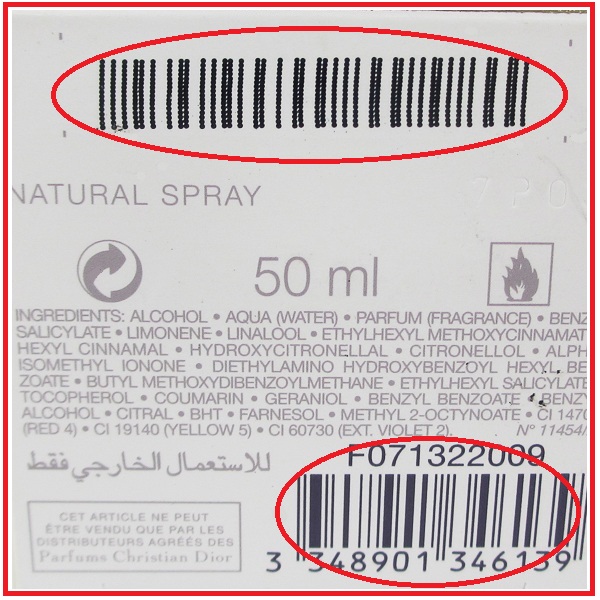 NATURAL SPRAY
50 ml
INGREDIENTS: ALCOHOL • AQUA (WATER) • PARFUM (FRAGRANCE) • BENZ
SALICYLATE • LIMONENE • LINALOOL • ETHYLHEXYL METHOXYCINNAMAT
HEXYL CINNAMAL • HYDROXYCITRONELLAL • CITRONELLOL • ALPH
ISOMETHYL IONONE • DIETHYLAMINO HYDROXYBENZOYL HEXYL BE
ZOATE • BUTYL METHOXYDIBENZOYLMETHANE • ETHYLHEXYL SALICYLATE
TOCOPHEROL • COUMARIN • GERANIOL • BENZYL BENZOATE • BENZY
ALCOHOL • CITRAL • BHT • FARNESOL • METHYL 2-OCTYNOATE • CI 1470
(RED 4) • CI 19140 (YELLOW 5) • CI 60730 (EXT. VIOLET 2). N° 11454/
للإستعمال الخارجي فقط
F071322009
CET ARTICLE NE PEUT
ÊTRE VENDU QUE PAR LES
DISTRIBUTEURS AGRÉÉS DES
Parfums Christian Dior
3 348901 346139